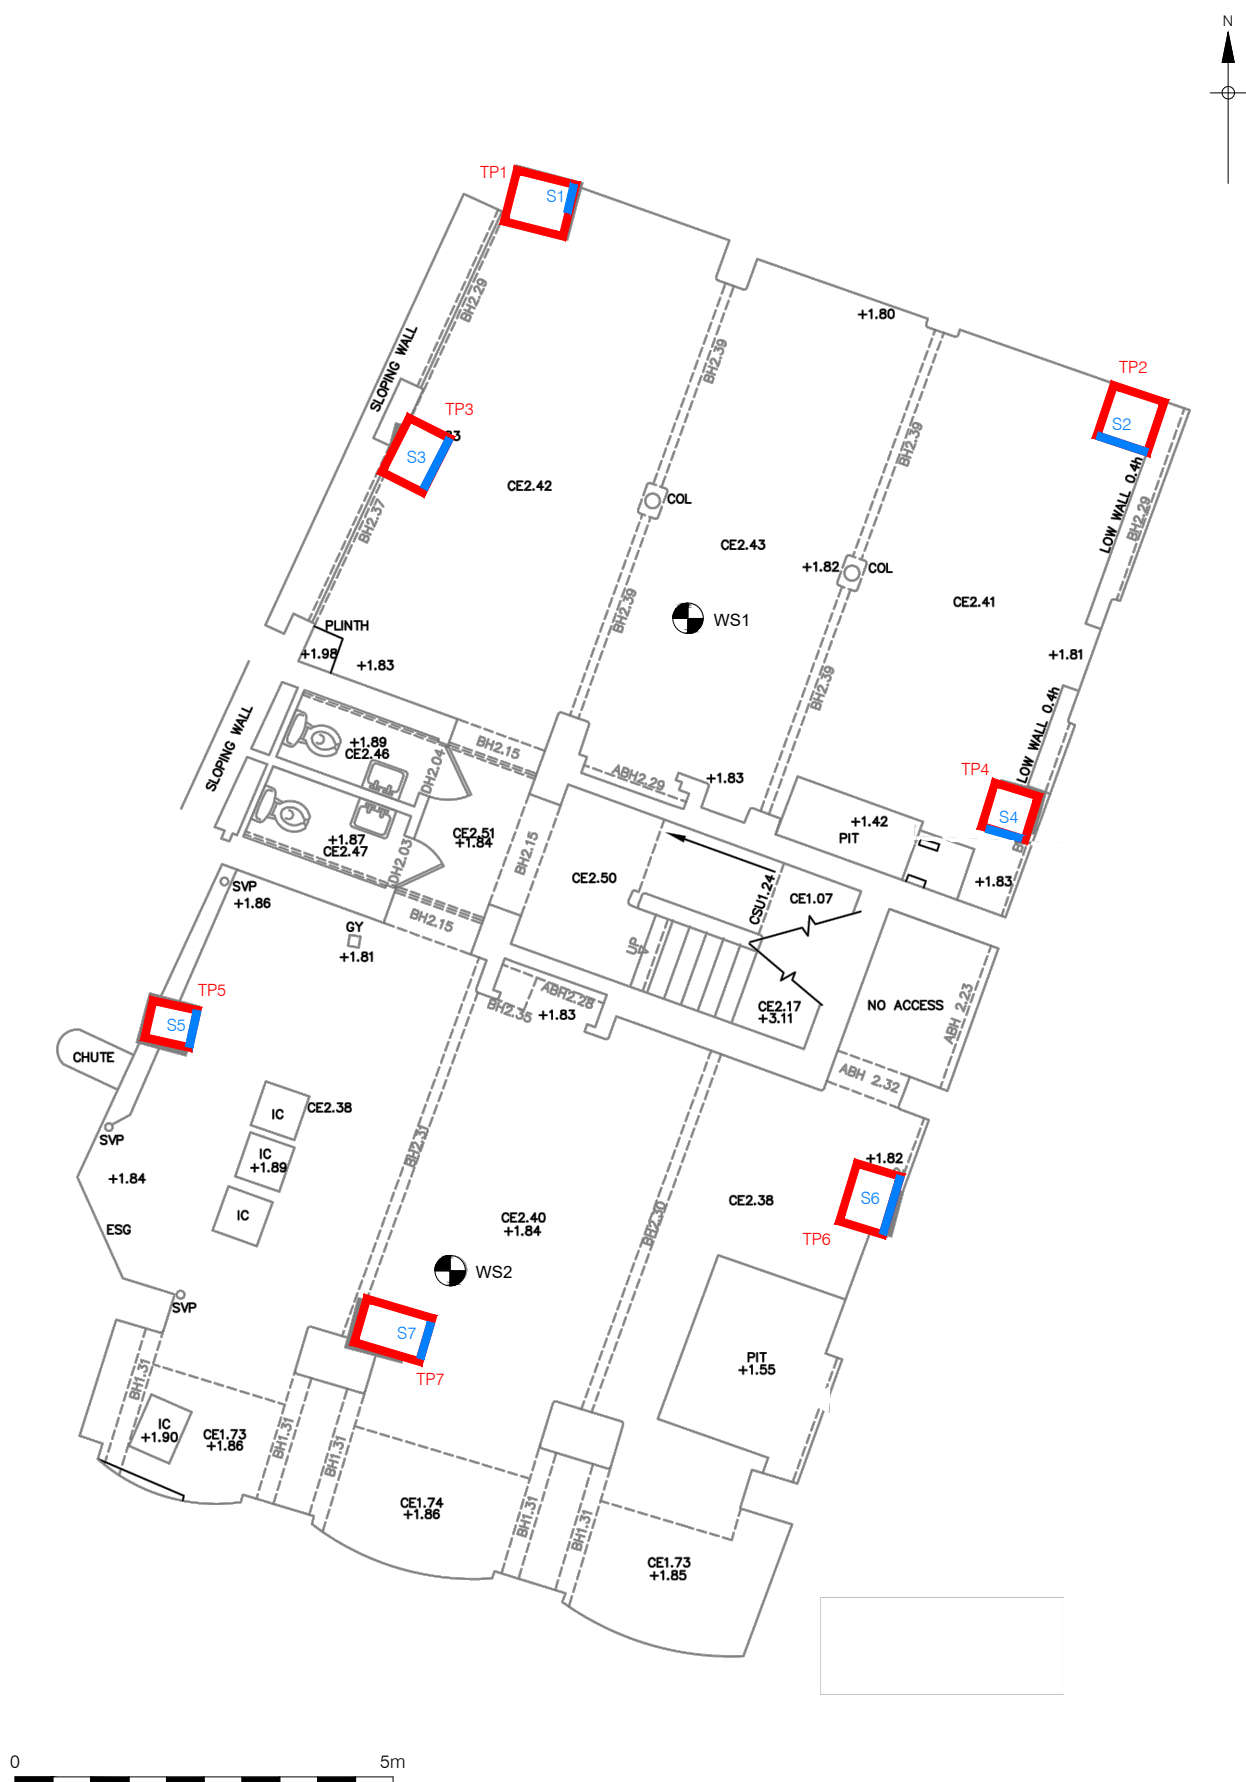 N
TP1
S1
BH2.29
SLOPING WALL
BH2.39
+1.80
TP2
S2
TP3
S3
BH2.39
LOW WALL 0.4h
BH2.29
CE2.42
COL
BH2.37
CE2.43
+1.82
COL
BH2.39
CE2.41
WS1
PLINTH
+1.98
+1.83
+1.81
BH2.39
LOW WALL 0.4h
SLOPING WALL
+1.89
CE2.46
DH2.04
BH2.15
ABH2.29
+1.83
TP4
S4
+1.87
CE2.47
DH2.03
CE2.51
+1.84
BH2.15
+1.42
PIT
SVP
+1.86
CE2.50
CSU1.24
CE1.07
+1.83
BH2.15
GY
+1.81
UP
TP5
S5
BH2.35
ABH2.28
+1.83
CE2.17
+3.11
NO ACCESS
ABH 2.23
CHUTE
ABH 2.32
IC
CE2.38
SVP
BH2.31
IC
+1.89
+1.84
+1.82
IC
ESG
CE2.40
+1.84
BH2.30
CE2.38
S6
TP6
WS2
SVP
S7
TP7
PIT
+1.55
BH1.31
IC
+1.90
CE1.73
+1.86
BH1.31
BH1.31
CE1.74
+1.86
BH1.31
BH1.31
CE1.73
+1.85
0
5m